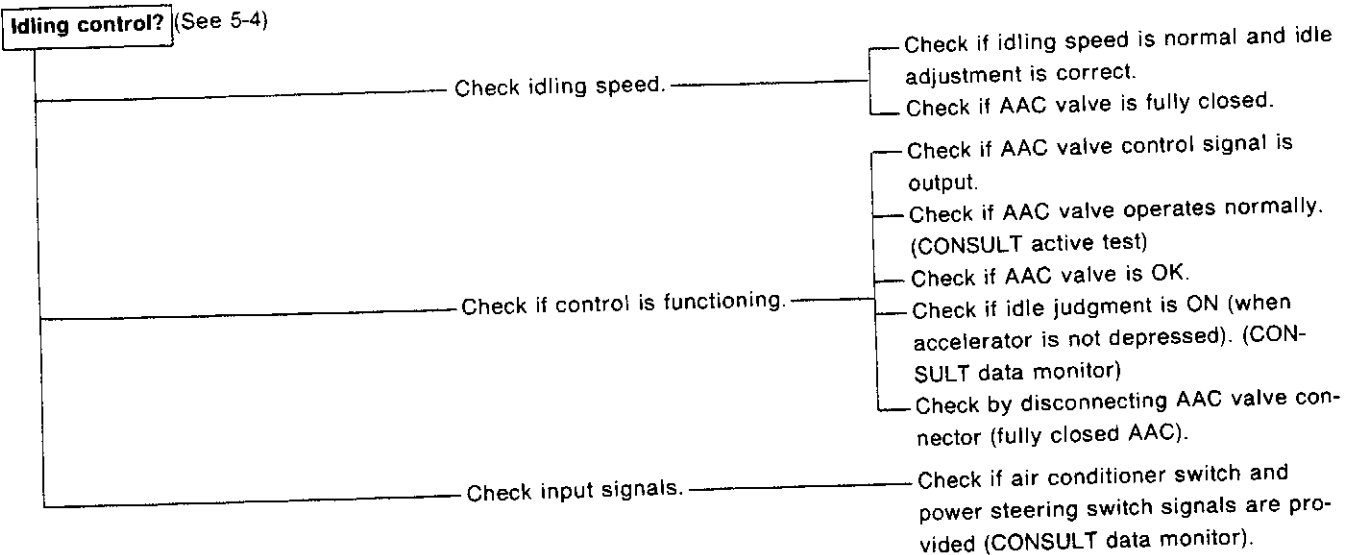 Idling control? (See 5-4)
Check idling speed.
Check if idling speed is normal and idle
adjustment is correct.
Check if AAC valve is fully closed.
Check if control is functioning.
Check if AAC valve control signal is
output.
Check if AAC valve operates normally.
(CONSULT active test)
Check if AAC valve is OK.
Check if idle judgment is ON (when
accelerator is not depressed). (CON-
SULT data monitor)
Check by disconnecting AAC valve con-
nector (fully closed AAC).
Check input signals.
Check if air conditioner switch and
power steering switch signals are pro-
vided (CONSULT data monitor).